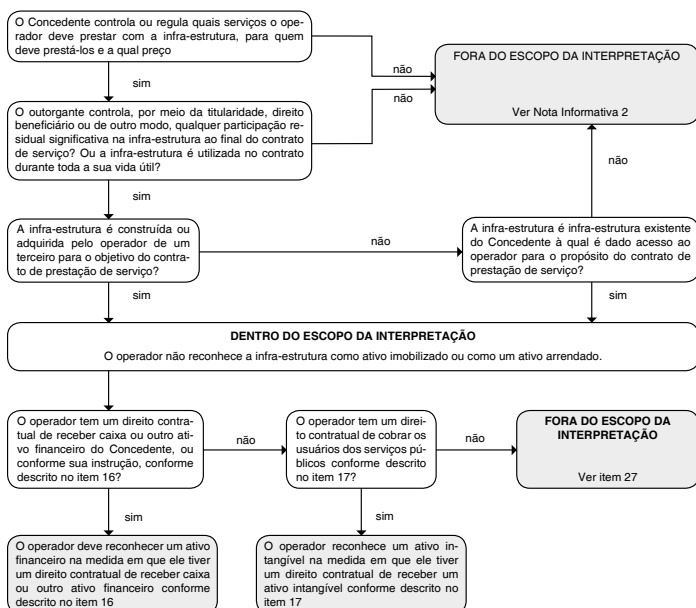 O Concedente controla ou regula quais serviços o ope-
rador deve prestar com a infra-estrutura, para quem
deve prestá-los e a qual preço
não
FORA DO ESCOPO DA INTERPRETAÇÃO
Ver Nota Informativa 2
sim
não
O outorgante controla, por meio da titularidade, direito
beneficiário ou de outro modo, qualquer participação re-
sidual significativa na infra-estrutura ao final do contrato
de serviço? Ou a infra-estrutura é utilizada no contrato
durante toda a sua vida útil?
não
sim
A infra-estrutura é construída ou
adquirida pelo operador de um
terceiro para o objetivo do contra-
to de prestação de serviço?
não
A infra-estrutura é infra-estrutura existente
do Concedente à qual é dado acesso ao
operador para o propósito do contrato de
prestação de serviço?
sim
sim
DENTRO DO ESCOPO DA INTERPRETAÇÃO
O operador não reconhece a infra-estrutura como ativo imobilizado ou como um ativo arrendado.
O operador tem um direito contra-
tual de receber caixa ou outro ati-
vo financeiro do Concedente, ou
conforme sua instrução, conforme
descrito no item 16?
não
O operador tem um direi-
to contratual de cobrar os
usuários dos serviços pú-
blicos conforme descrito
no item 17?
não
FORA DO ESCOPO DA
INTERPRETAÇÃO
Ver item 27
sim
sim
O operador deve reconhecer um ativo
financeiro na medida em que ele tiver
um direito contratual de receber caixa
ou outro ativo financeiro conforme
descrito no item 16
O operador reconhece um ativo in-
tangível na medida em que ele tiver
um direito contratual de receber um
ativo intangível conforme descrito no
item 17